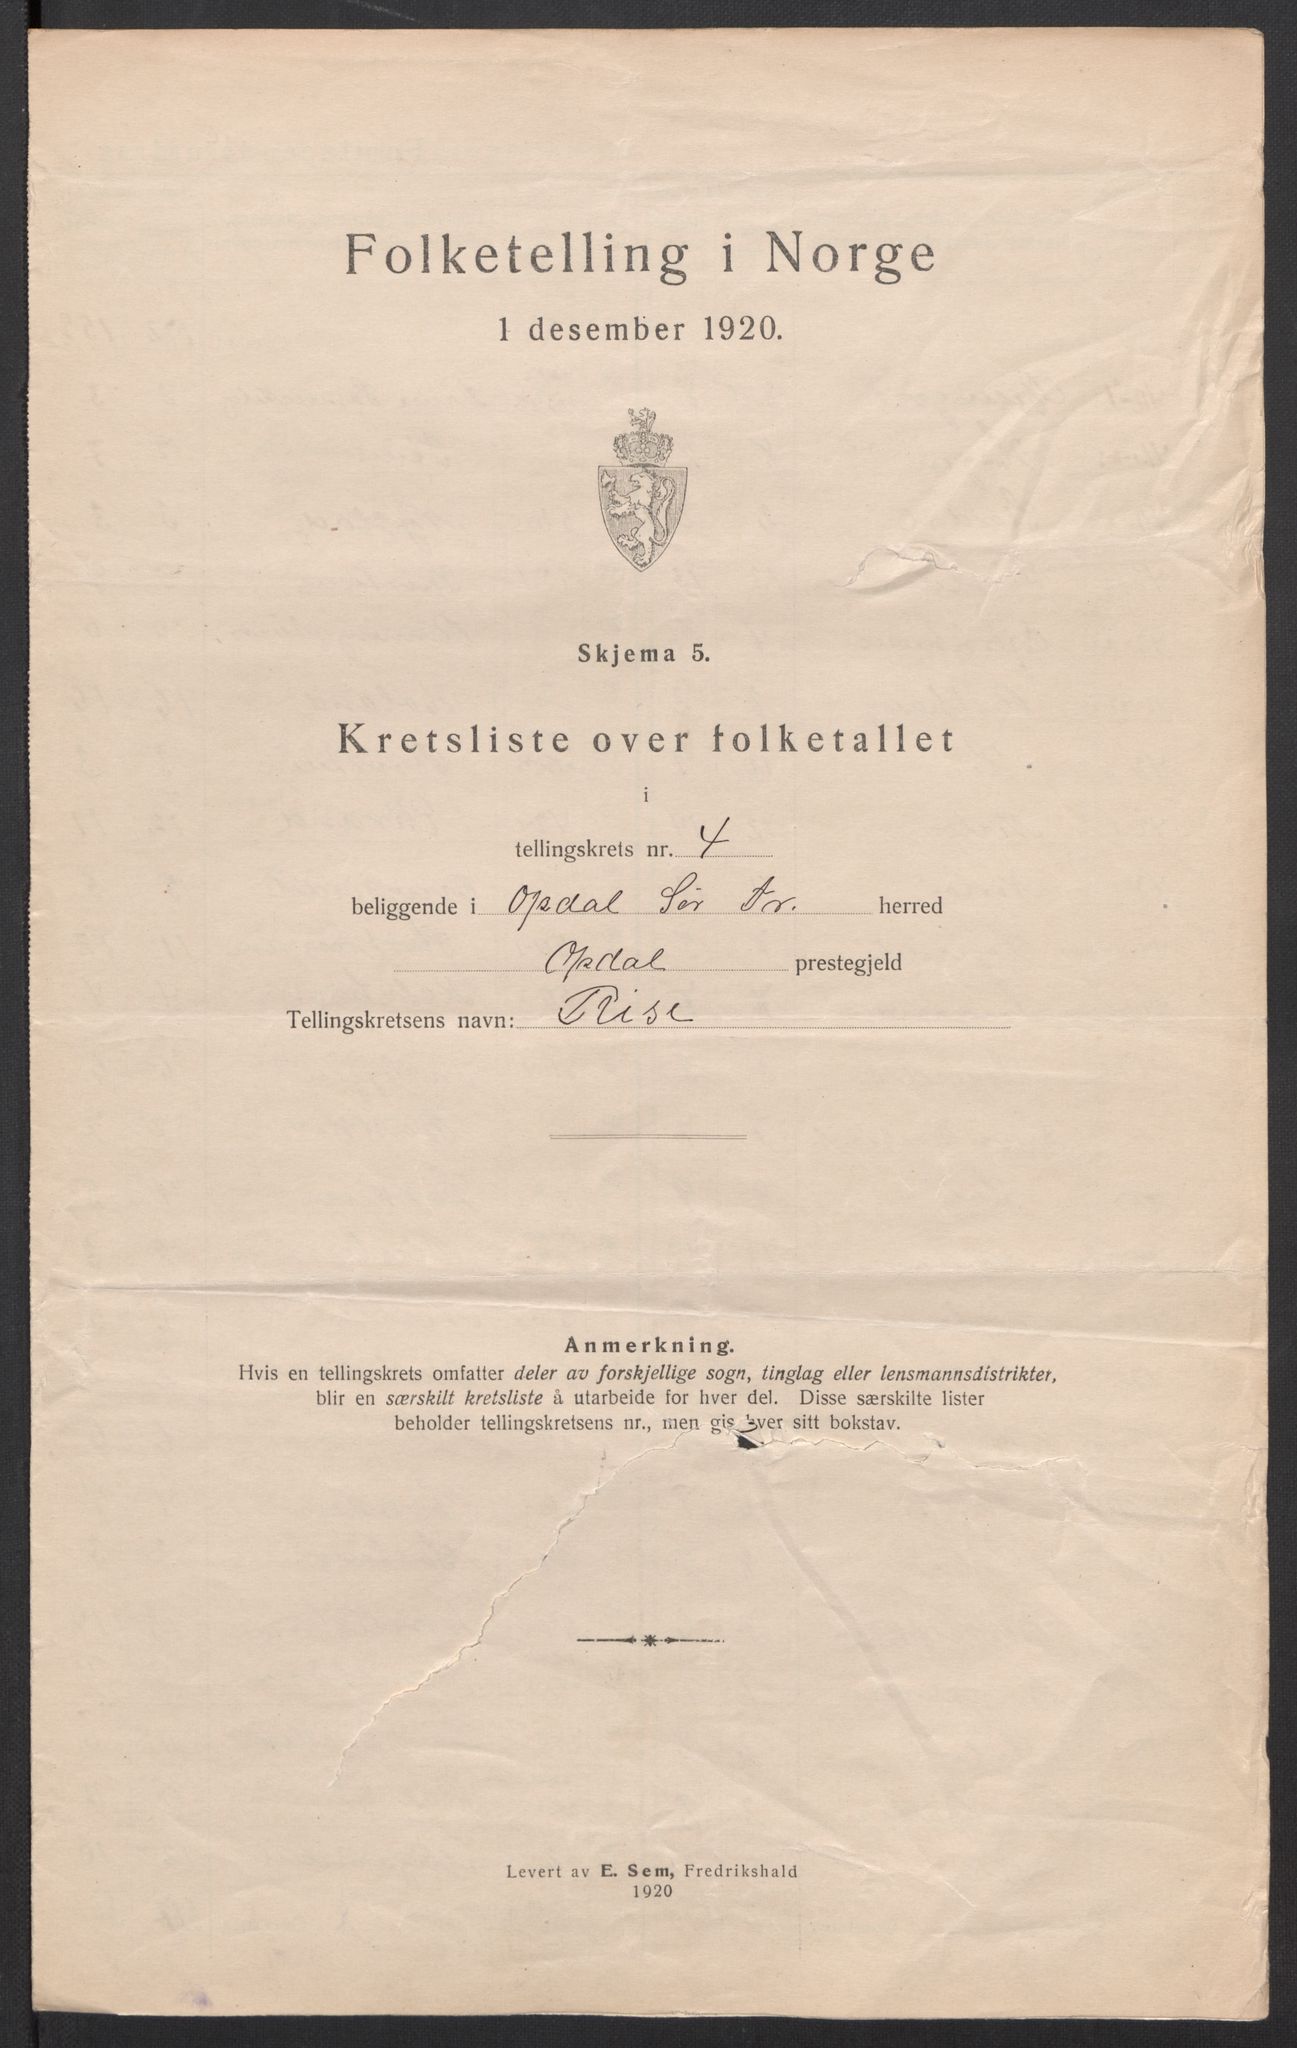 Folketelling i Norge
1 desember 1920.
Skjema 5.
Kretsliste over folketallet
i
tellingskrets nr. 4
beliggende i Opdal Sør Tr. herred
Opdal prestegjeld
Tellingskretsens navn: Rise
Anmerkning.
Hvis en tellingskrets omfatter deler av forskjellige sogn, tinglag eller lensmannsdistrikter,
blir en særskilt kretsliste å utarbeide for hver del. Disse særskilte lister
beholder tellingskretsens nr., men gis hver sitt bokstav.
Levert av E. Sem, Fredrikshald
1920